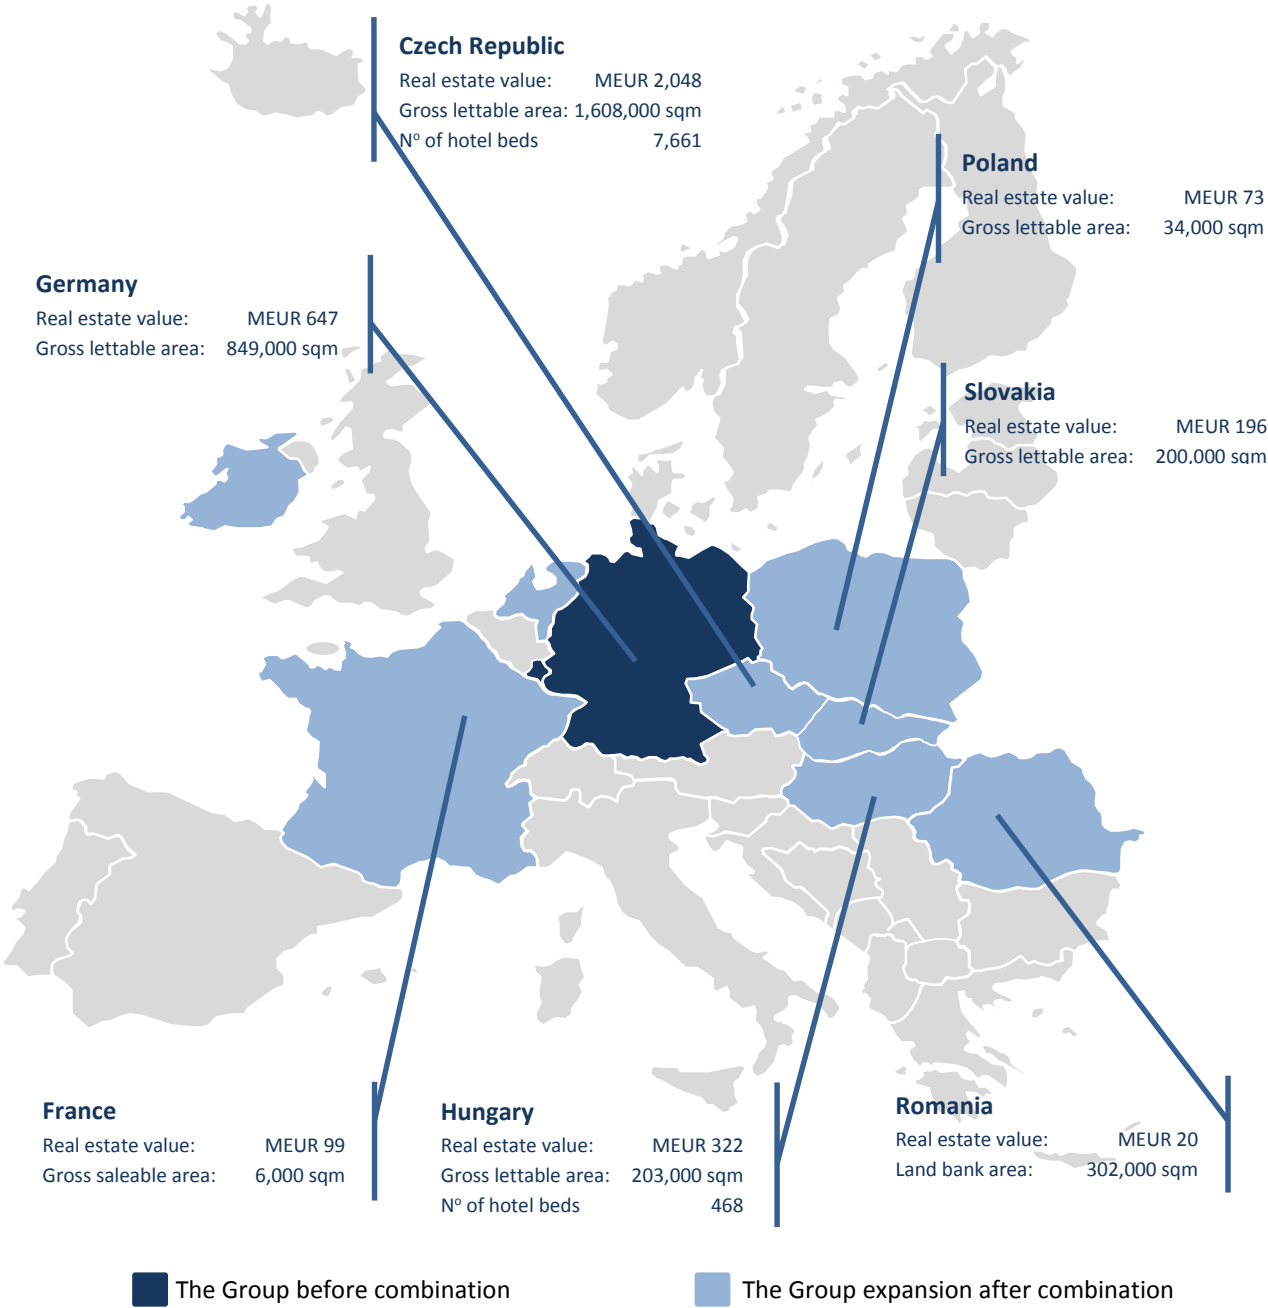 Czech Republic
Real estate value: MEUR 2,048
Gross lettable area: 1,608,000 sqm
Nº of hotel beds 7,661
Poland
Real estate value: MEUR 73
Gross lettable area: 34,000 sqm
Germany
Real estate value: MEUR 647
Gross lettable area: 849,000 sqm
Slovakia
Real estate value: MEUR 196
Gross lettable area: 200,000 sqm
France
Real estate value: MEUR 99
Gross saleable area: 6,000 sqm
Hungary
Real estate value: MEUR 322
Gross lettable area: 203,000 sqm
Nº of hotel beds 468
Romania
Real estate value: MEUR 20
Land bank area: 302,000 sqm
The Group before combination
The Group expansion after combination